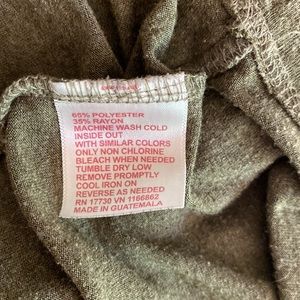 65% POLYESTER
35% RAYON
MACHINE WASH COLD
INSIDE OUT
WITH SIMILAR COLORS
ONLY NON CHLORINE
BLEACH WHEN NEEDED
TUMBLE DRY LOW
REMOVE PROMPTLY
COOL IRON ON
REVERSE AS NEEDED
RN 17730 VN 1166862
MADE IN GUATEMALA